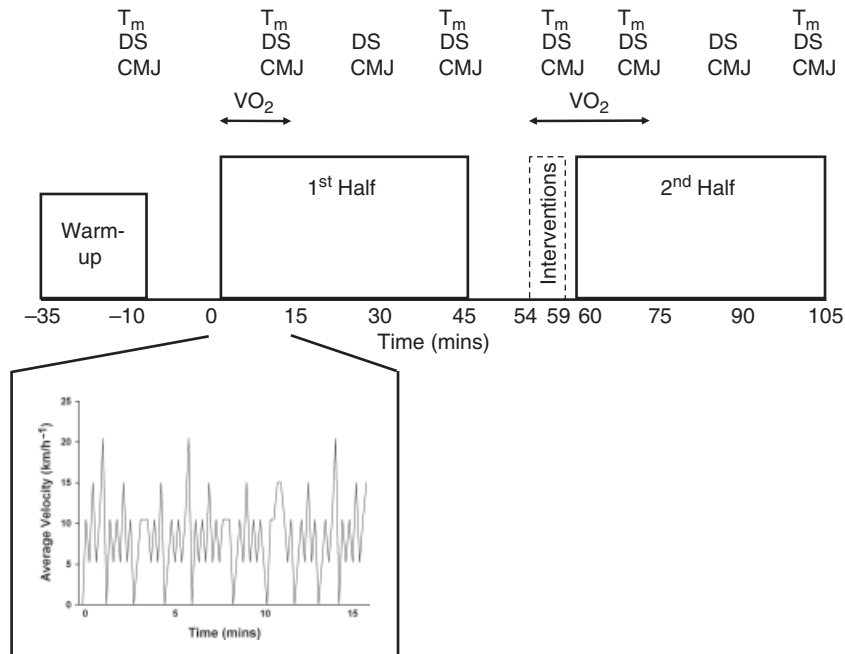 Tm Tm Tm Tm Tm Tm
DS DS DS DS DS DS DS DS
CMJ CMJ CMJ CMJ CMJ CMJ CMJ CMJ
VO2 VO2
1st Half 2nd Half
Interventions
Warm-
up
–35 –10 0 15 30 45 54 59 60 75 90 105
Time (mins)
25
20
15
10
5
0
Average Velocity (km/h–1)
0 5 10 15
Time (mins)